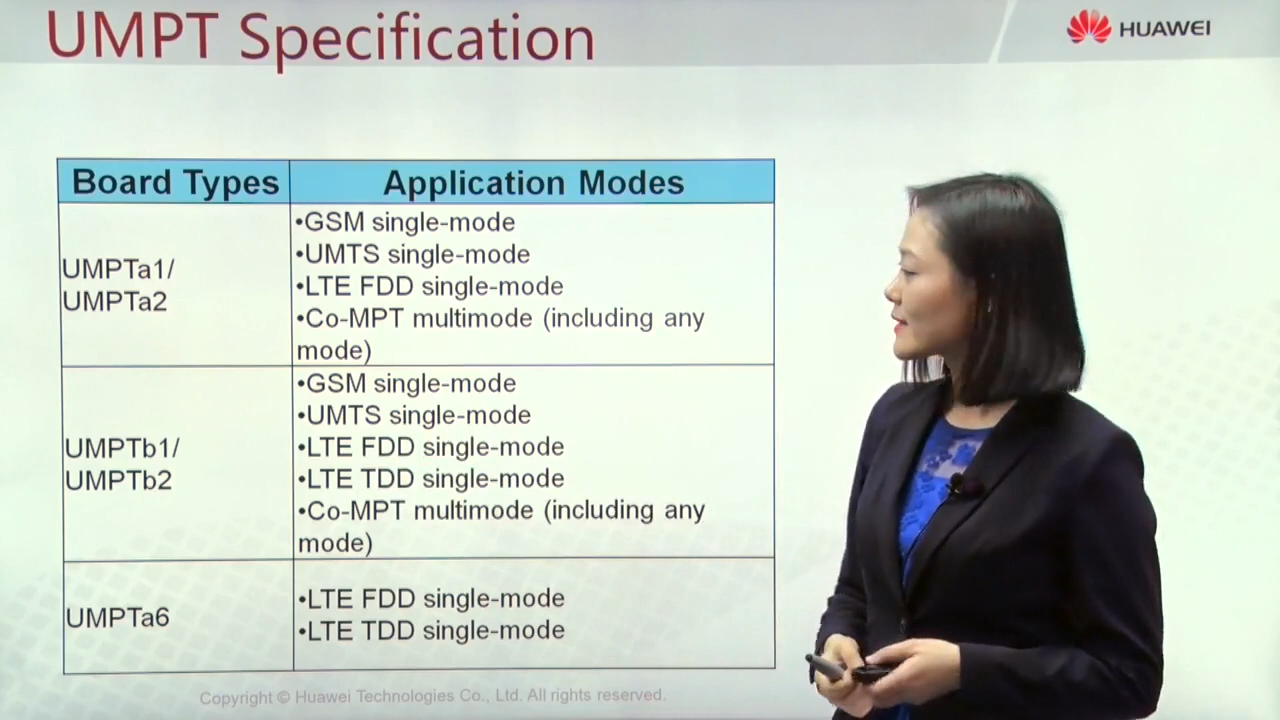 UMPT Specification
HUAWEI
Board Types
Application Modes
UMPTa1/
UMPTa2
•GSM single-mode
•UMTS single-mode
•LTE FDD single-mode
•Co-MPT multimode (including any
mode)
UMPTb1/
UMPTb2
•GSM single-mode
•UMTS single-mode
•LTE FDD single-mode
•LTE TDD single-mode
•Co-MPT multimode (including any
mode)
UMPTa6
•LTE FDD single-mode
•LTE TDD single-mode
Copyright © Huawei Technologies Co., Ltd. All rights reserved.